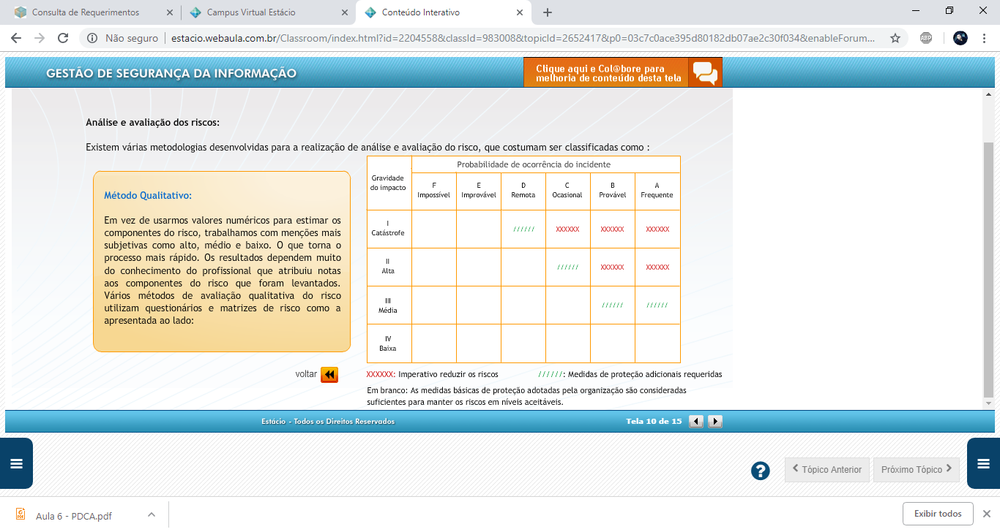 Consulta de Requerimentos
Campus Virtual Estácio
Conteúdo Interativo
Não seguro
estacio.webaula.com.br/Classroom/index.html?id=2204558&classId=983008&topicId=2652417&p0=03c7c0ace395d80182db07ae2c30f034&enableForum...
ABP
GESTÃO DE SEGURANÇA DA INFORMAÇÃO
Clique aqui e Col@bore para
melhoria de conteúdo desta tela
Análise e avaliação dos riscos:
Existem várias metodologias desenvolvidas para a realização de análise e avaliação do risco, que costumam ser classificadas como :
Método Qualitativo:
Em vez de usarmos valores numéricos para estimar os
componentes do risco, trabalhamos com menções mais
subjetivas como alto, médio e baixo. O que torna o
processo mais rápido. Os resultados dependem muito
do conhecimento do profissional que atribuiu notas
aos componentes do risco que foram levantados.
Vários métodos de avaliação qualitativa do risco
utilizam questionários e matrizes de risco como a
apresentada ao lado:
voltar
Gravidade
do impacto
Probabilidade de ocorrência do incidente
F E D C B A
Impossível Improvável Remota Ocasional Provável Frequente
I
Catástrofe
////// XXXXXX XXXXXX XXXXXX
II
Alta
////// XXXXXX XXXXXX
III
Média
////// //////
IV
Baixa
XXXXXX: Imperativo reduzir os riscos
//////: Medidas de proteção adicionais requeridas
Em branco: As medidas básicas de proteção adotadas pela organização são consideradas
suficientes para manter os riscos em níveis aceitáveis.
Estácio - Todos os Direitos Reservados
Tela 10 de 15
?
Tópico Anterior
Próximo Tópico
Aula 6 - PDCA.pdf
Exibir todos